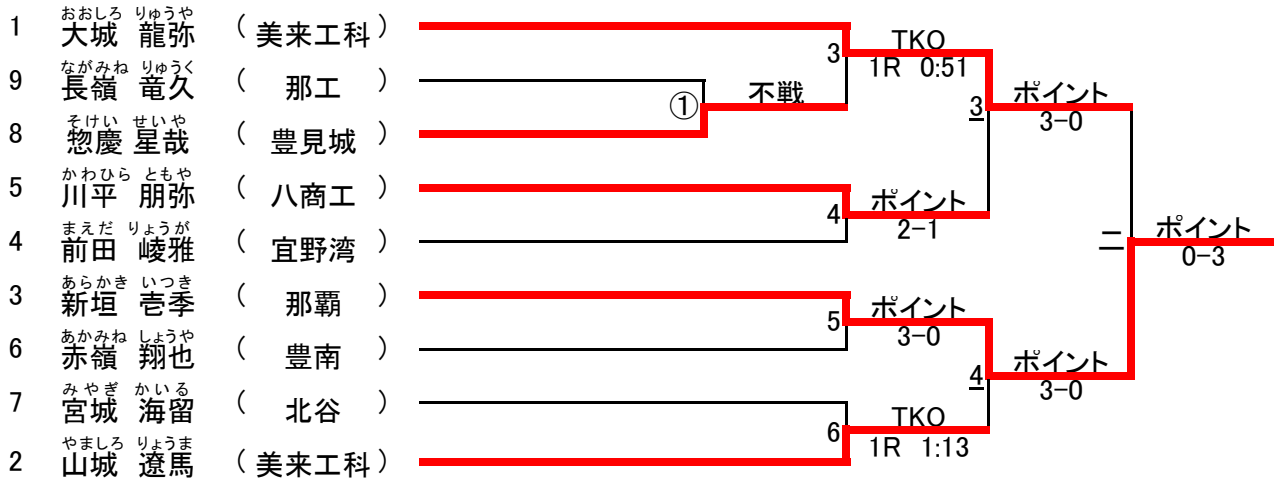 おおしろ りゅうや
1 大城 龍弥 ( 美来工科 )
ながみね りゅうく
9 長嶺 竜久 ( 那工 )
そけい せいや
8 惣慶 星哉 ( 豊見城 )
かわひら ともや
5 川平 朋弥 ( 八商工 )
まえだ りょうが
4 前田 崚雅 ( 宜野湾 )
あらかき いつき
3 新垣 壱季 ( 那覇 )
あかみね しょうや
6 赤嶺 翔也 ( 豊南 )
みやぎ かいる
7 宮城 海留 ( 北谷 )
やましろ りょうま
2 山城 遼馬 ( 美来工科 )
①
不戦
3
TKO
1R 0:51
4
ポイント
2-1
5
ポイント
3-0
6
TKO
1R 1:13
3
ポイント
3-0
4
ポイント
3-0
二
ポイント
0-3